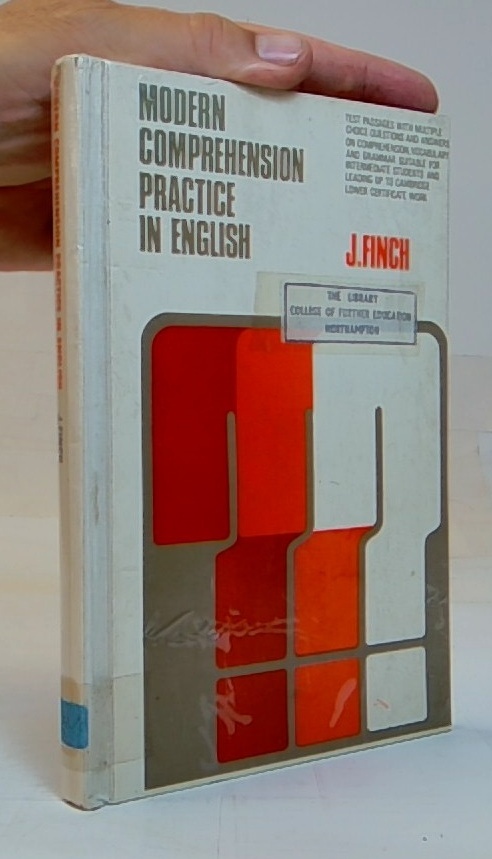 MODERN
COMPREHENSION
PRACTICE
IN ENGLISH
TEST PASSAGES WITH MULTIPLE
CHOICE QUESTIONS AND ANSWERS
ON COMPREHENSION, VOCABULARY
AND GRAMMAR SUITABLE FOR
INTERMEDIATE STUDENTS AND
LEADING UP TO CAMBRIDGE
LOWER CERTIFICATE WORK
J.FINCH
THE LIBRARY
COLLEGE OF FURTHER EDUCATION
NORTHAMPTON
MODERN COMPREHENSION PRACTICE IN ENGLISH
J.FINCH